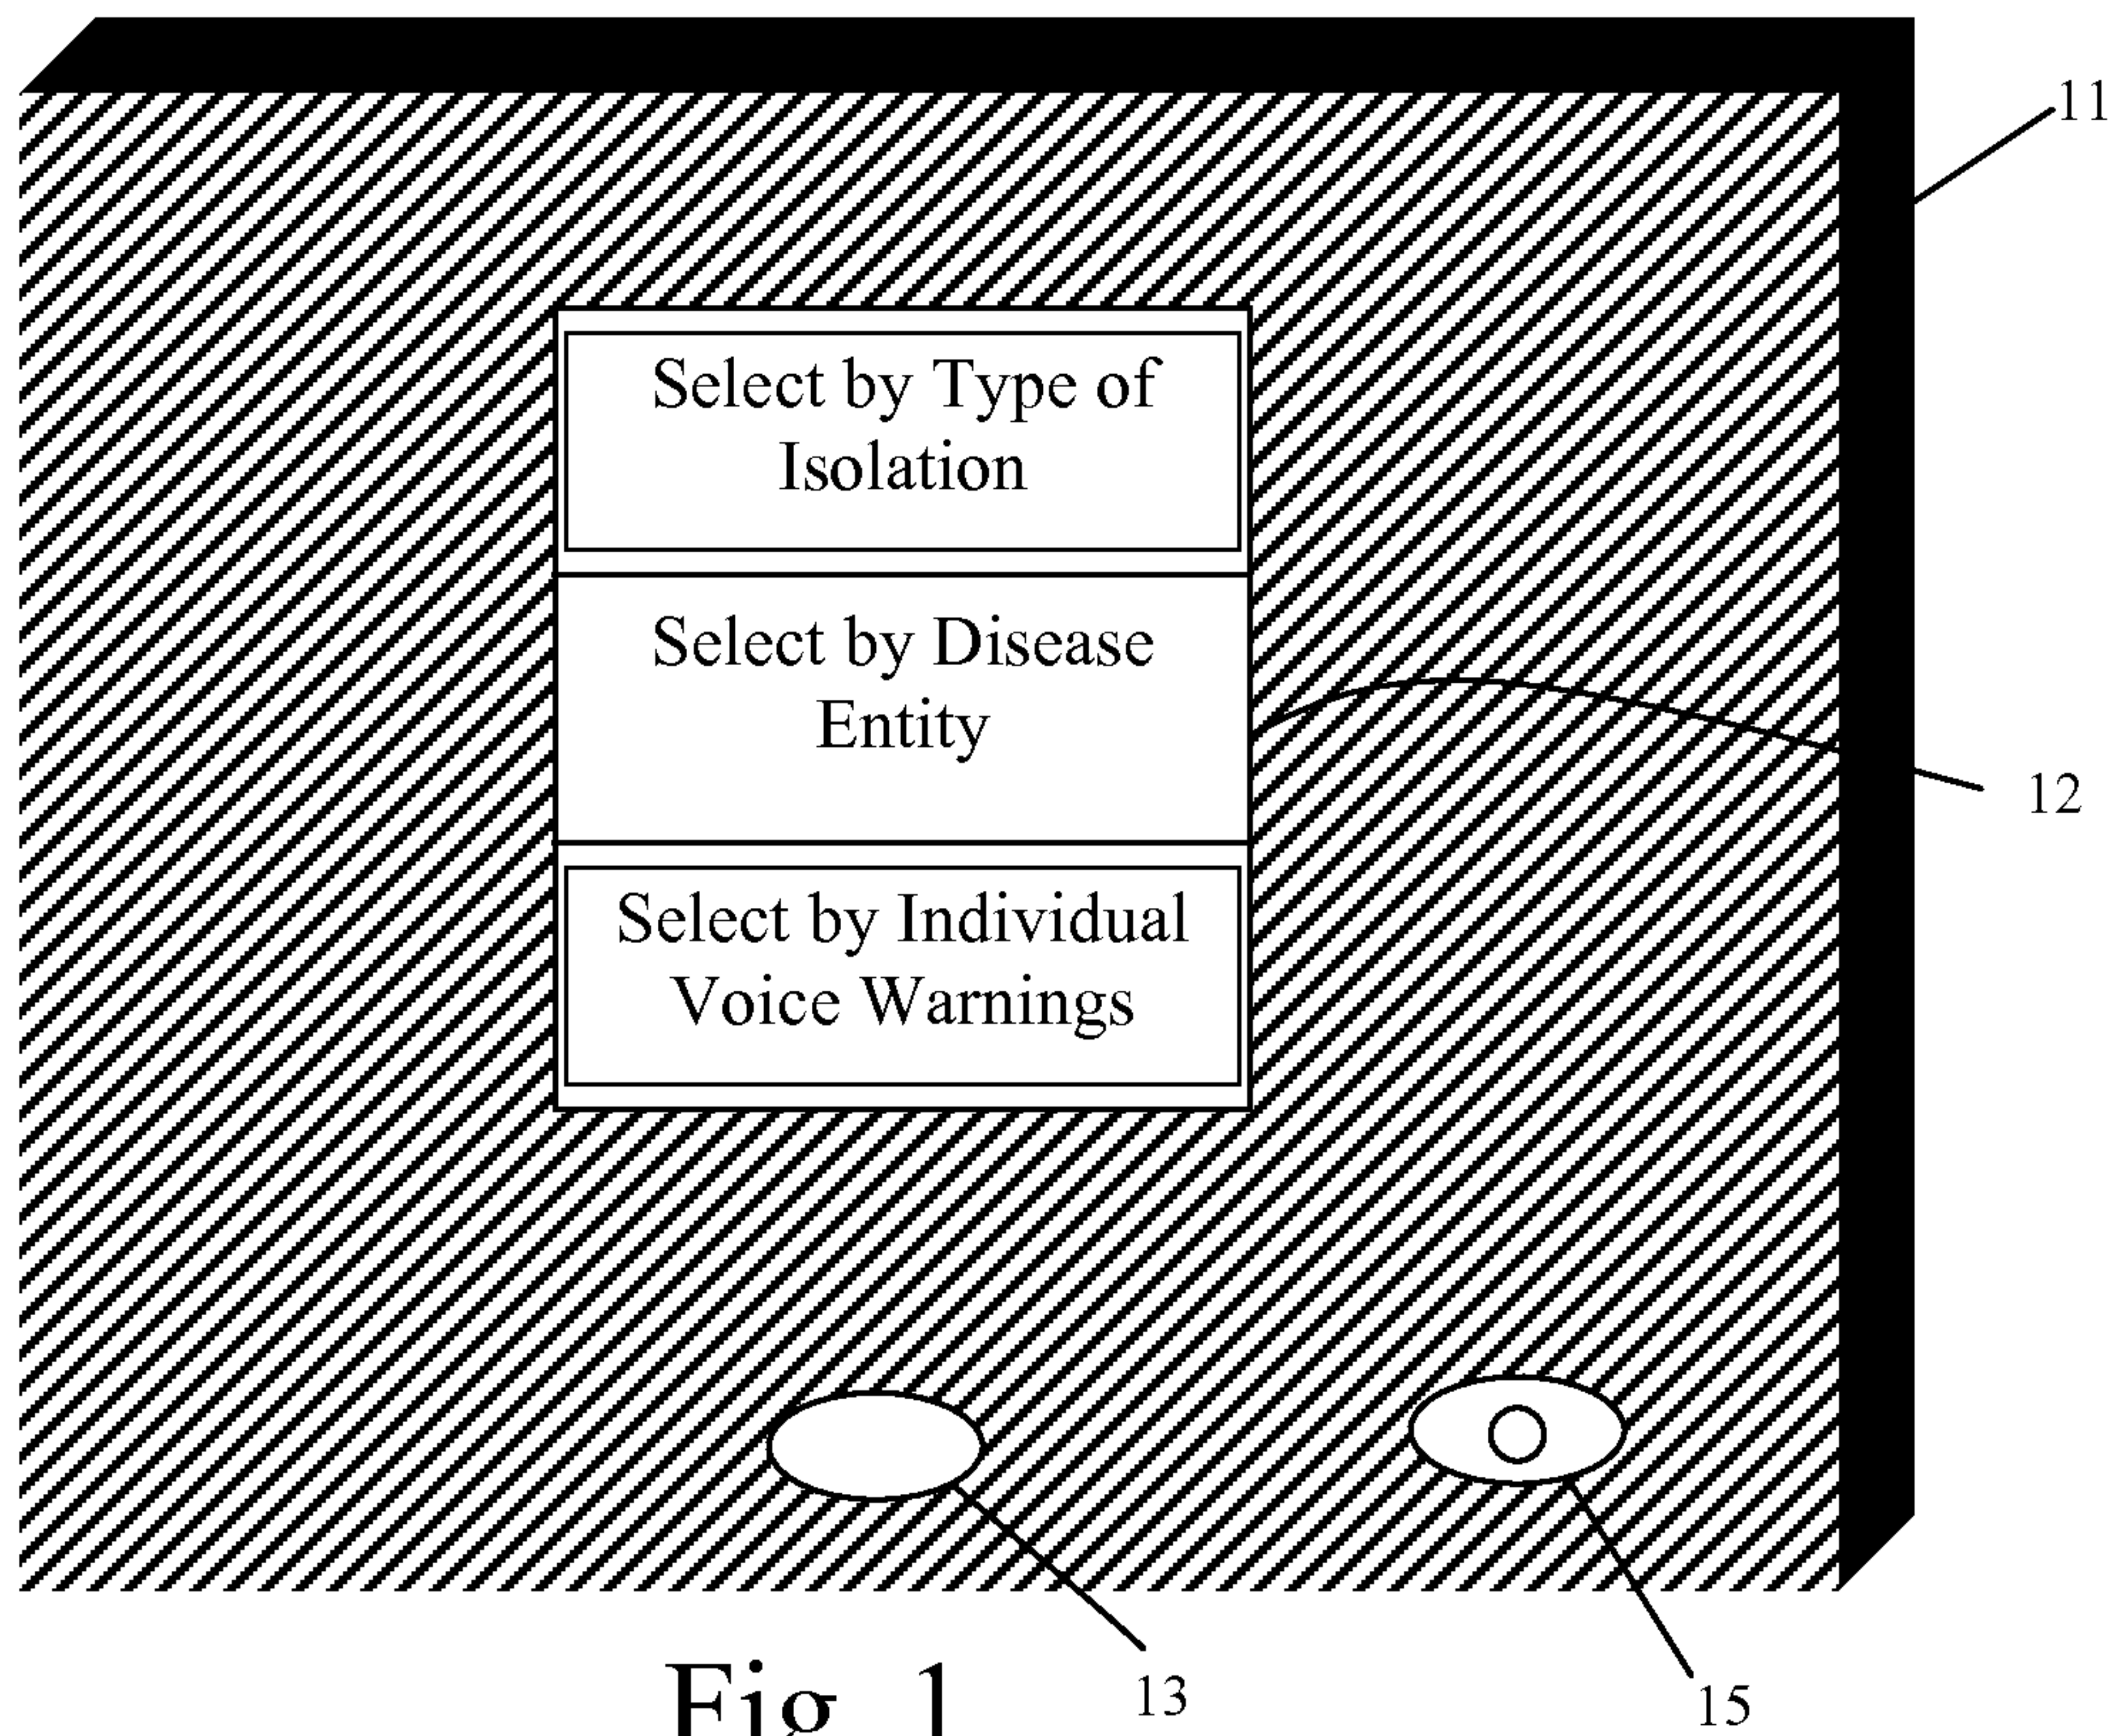 11
Select by Type of
Isolation
Select by Disease
Entity
12
Select by Individual
Voice Warnings
13
15
Fig. 1